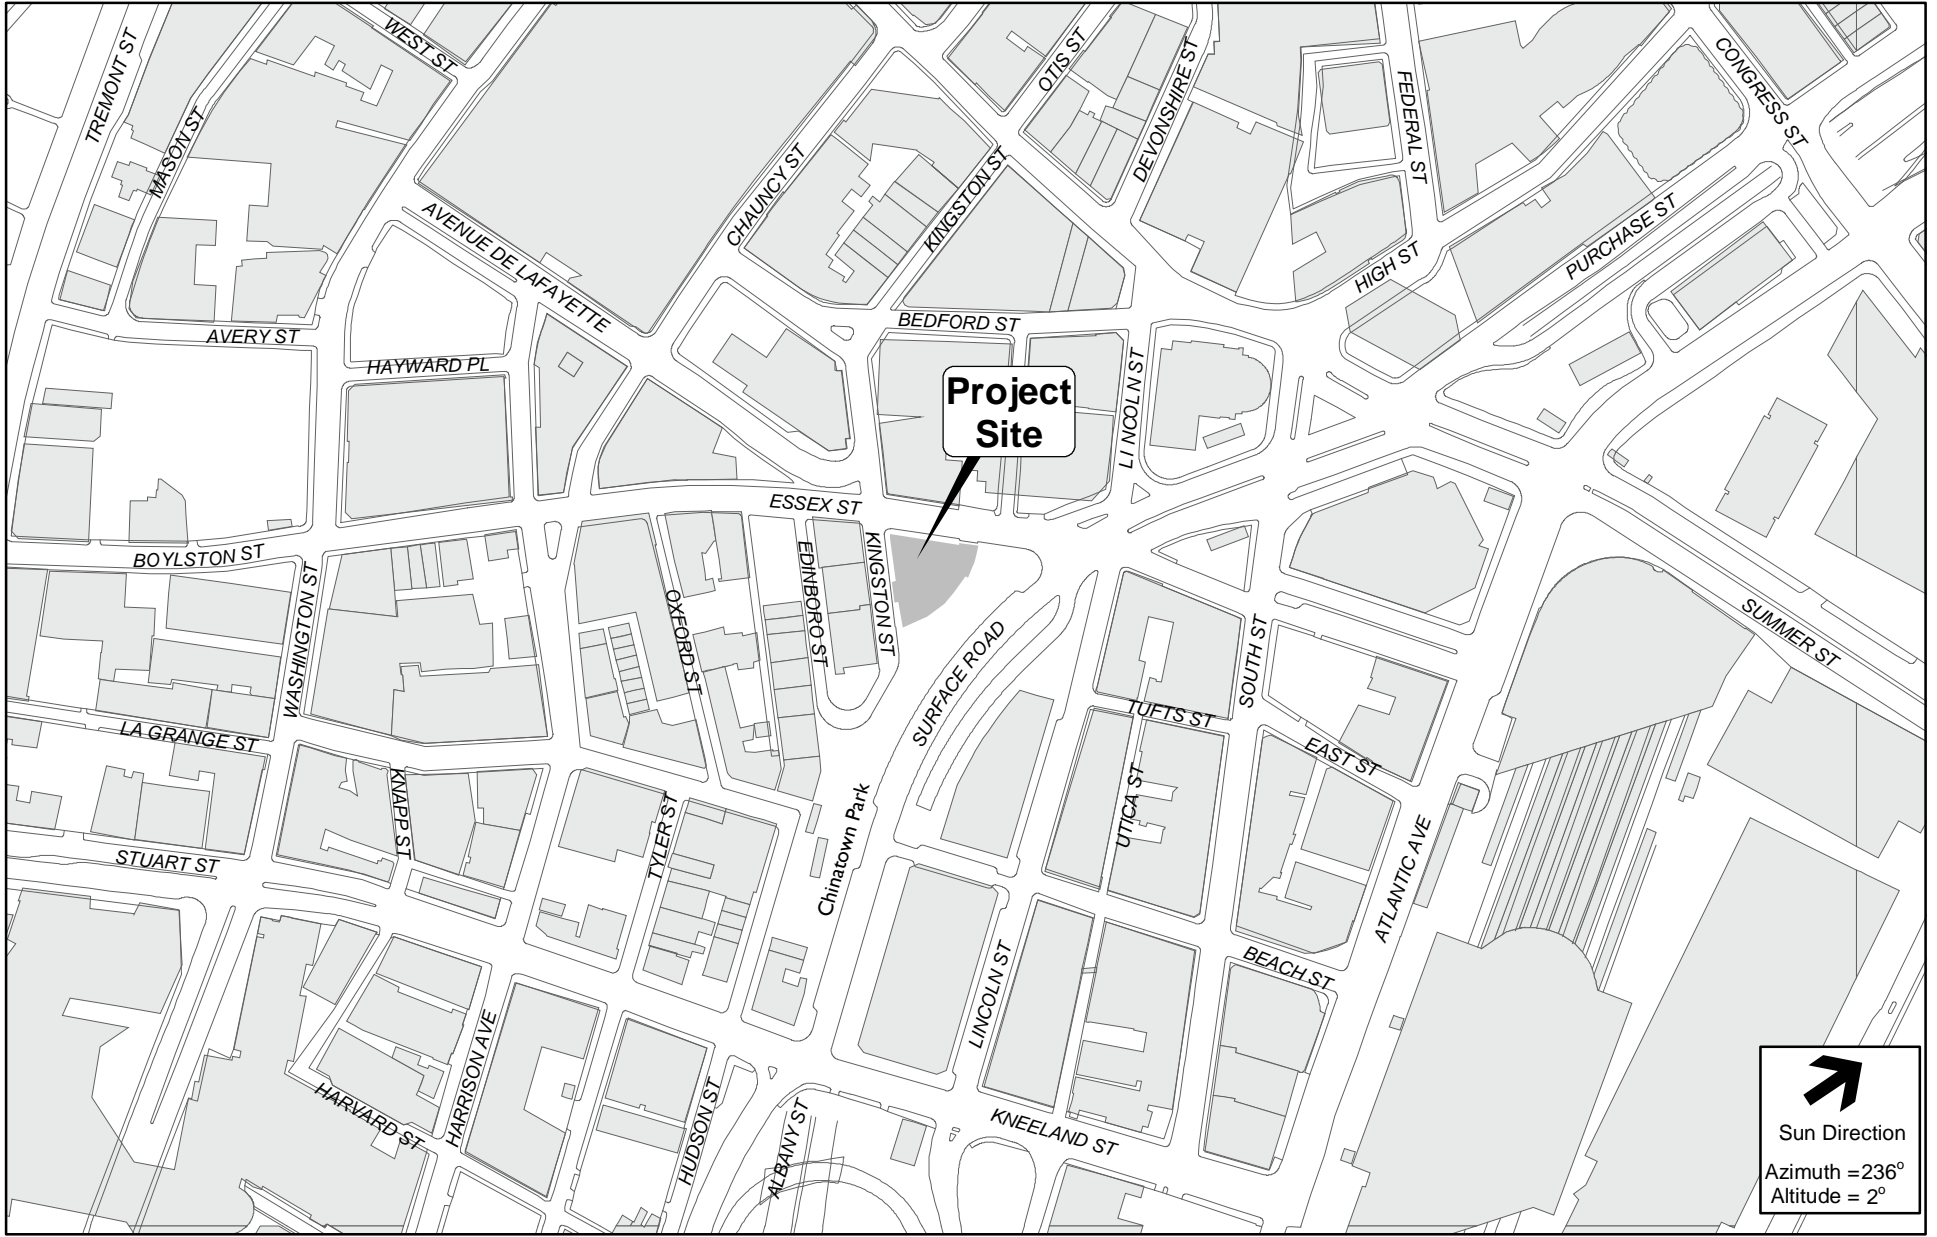 WEST ST
TREMONT ST
MASON ST
OTIS ST
DEVONSHIRE ST
FEDERAL ST
CONGRESS ST
CHAUNCY ST
KINGSTON ST
AVENUE DE LAFAYETTE
PURCHASE ST
HIGH ST
AVERY ST
BEDFORD ST
HAYWARD PL
LINCOLN ST
Project
Site
ESSEX ST
BOYLSTON ST
WASHINGTON ST
OXFORD ST
EDINBORO ST
KINGSTON ST
SURFACE ROAD
SOUTH ST
SUMMER ST
TUFTS ST
LA GRANGE ST
EAST ST
KNAPP ST
UTICA ST
TYLER ST
Chinatown Park
STUART ST
ATLANTIC AVE
BEACH ST
LINCOLN ST
HARRISON AVE
HARVARD ST
HUDSON ST
ALBANY ST
KNEELAND ST
Sun Direction
Azimuth =236°
Altitude = 2°